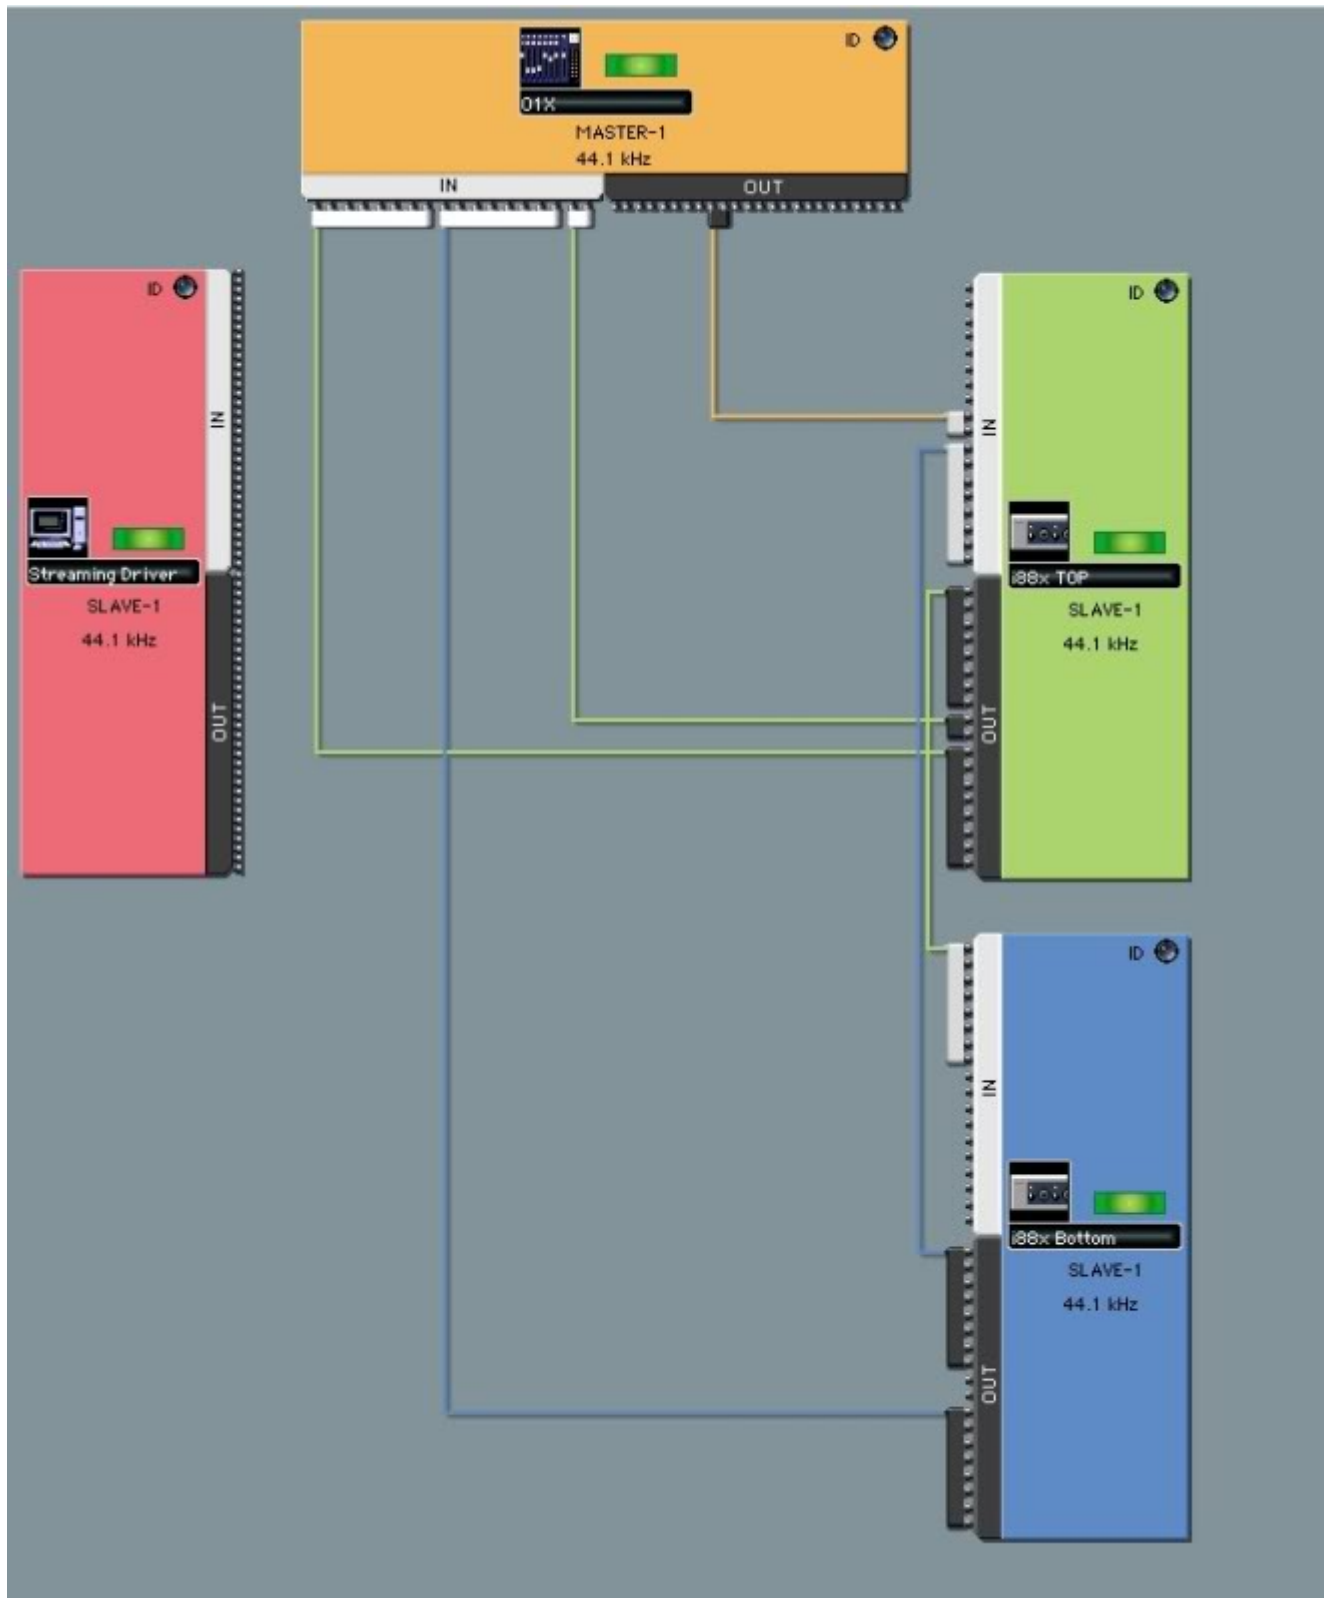 ID
01X
MASTER-1
44.1 kHz
IN
OUT
ID
IN
Streaming Driver
SLAVE-1
44.1 kHz
OUT
ID
IN
i88x TOP
SLAVE-1
44.1 kHz
OUT
ID
IN
i88x Bottom
SLAVE-1
44.1 kHz
OUT